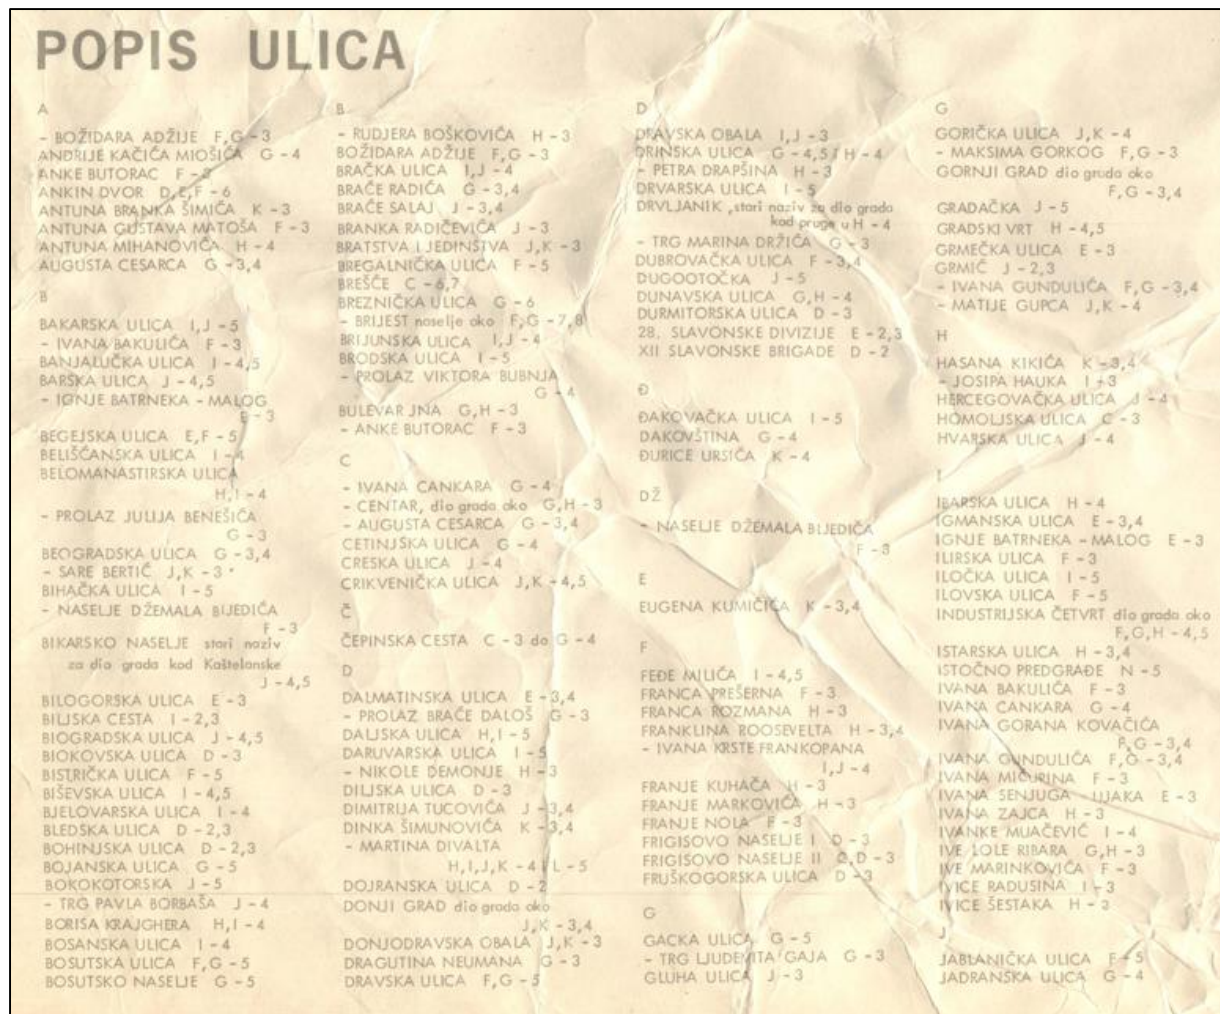 POPIS ULICA
A
- BOŽIDARA ADŽIJE F,G - 3
ANDRIJE KAČIĆA MIOŠIĆA G - 4
ANKE BUTORAC F - 3
ANKIN DVOR D,E,F - 6
ANTUNA BRANKA ŠIMIĆA K - 3
ANTUNA GUSTAVA MATOŠA F - 3
ANTUNA MIHANOVIĆA H - 4
AUGUSTA CESARCA G - 3,4
B
BAKARSKA ULICA I,J - 5
- IVANA BAKULIĆA F - 3
BANJALUČKA ULICA I - 4,5
BARSKA ULICA J - 4,5
- IGNJE BATRNEKA - MALOG
E - 3
BEGEJSKA ULICA E,F - 5
BELIŠĆANSKA ULICA I - 4
BELOMANASTIRSKA ULICA
H,I - 4
- PROLAZ JULIJA BENEŠIĆA
G - 3
BEOGRADSKA ULICA G - 3,4
- SARE BERTIĆ J,K - 3
BIHAČKA ULICA I - 5
- NASELJE DŽEMALA BIJEDIĆA
F - 3
BIKARSKO NASELJE stari naziv
za dio grada kod Kaštelanske
J - 4,5
BILOGORSKA ULICA E - 3
BILJSKA CESTA I - 2,3
BIOGRADSKA ULICA J - 4,5
BIOKOVSKA ULICA D - 3
BISTRIČKA ULICA F - 5
BIŠEVSKA ULICA I - 4,5
BJELOVARSKA ULICA I - 4
BLEDSKA ULICA D - 2,3
BOHINJSKA ULICA D - 2,3
BOJANSKA ULICA G - 5
BOKOKOTORSKA J - 5
- TRG PAVLA BORBAŠA J - 4
BORISA KRAJGHERA H,I - 4
BOSANSKA ULICA I - 4
BOSUTSKA ULICA F,G - 5
BOSUTSKO NASELJE G - 5
B
- RUDJERA BOŠKOVIĆA H - 3
BOŽIDARA ADŽIJE F,G - 3
BRAČKA ULICA I,J - 4
BRAĆE RADIĆA G - 3,4
BRAĆE SALAJ J - 3,4
BRANKA RADIČEVIĆA J - 3
BRATSTVA I JEDINSTVA J,K - 3
BREGALNIČKA ULICA F - 5
BREŠĆE C - 6,7
BREZNIČKA ULICA G - 6
- BRIJEST naselje oko F,G - 7,8
BRIJUNSKA ULICA I,J - 4
BRODSKA ULICA I - 5
- PROLAZ VIKTORA BUBNJA
G - 4
BULEVAR JNA G,H - 3
- ANKE BUTORAC F - 3
C
- IVANA CANKARA G - 4
- CENTAR, dio grada oko G,H - 3
- AUGUSTA CESARCA G - 3,4
CETINJSKA ULICA G - 4
CRESKA ULICA J - 4
CRIKVENIČKA ULICA J,K - 4,5
Č
ČEPINSKA CESTA C - 3 do G - 4
D
DALMATINSKA ULICA E - 3,4
- PROLAZ BRAĆE DALOŠ G - 3
DALJSKA ULICA H,I - 5
DARUVARSKA ULICA I - 5
- NIKOLE DEMONJE H - 3
DILJSKA ULICA D - 3
DIMITRIJA TUCOVIĆA J - 3,4
DINKA ŠIMUNOVIĆA K - 3,4
- MARTINA DIVALTA
H,I,J,K - 4 i L - 5
DOJRANSKA ULICA D - 2
DONJI GRAD dio grada oko
J,K - 3,4
DONJODRAVSKA OBALA J,K - 3
DRAGUTINA NEUMANA G - 3
DRAVSKA ULICA F,G - 5
D
DRAVSKA OBALA I,J - 3
DRINSKA ULICA G - 4,5 i H - 4
- PETRA DRAPŠINA H - 3
DRVARSKA ULICA I - 5
DRVLJANIK ,stari naziv za dio grada
kod pruge u H - 4
- TRG MARINA DRŽIĆA G - 3
DUBROVAČKA ULICA F - 3,4
DUGOOTOČKA J - 5
DUNAVSKA ULICA G,H - 4
DURMITORSKA ULICA D - 3
28. SLAVONSKE DIVIZIJE E - 2,3
XII SLAVONSKE BRIGADE D - 2
Đ
ĐAKOVAČKA ULICA I - 5
DAKOVŠTINA G - 4
ĐURICE URSIĆA K - 4
DŽ
- NASELJE DŽEMALA BIJEDIĆA
F - 3
E
EUGENA KUMIČIĆA K - 3,4
F
FEĐE MILIĆA I - 4,5
FRANCA PREŠERNA F - 3
FRANCA ROZMANA H - 3
FRANKLINA ROOSEVELTA H - 3,4
- IVANA KRSTE FRANKOPANA
I,J - 4
FRANJE KUHAČA H - 3
FRANJE MARKOVIĆA H - 3
FRANJE NOLA F - 3
FRIGISOVO NASELJE I D - 3
FRIGISOVO NASELJE II C,D - 3
FRUŠKOGORSKA ULICA D - 3
G
GACKA ULICA G - 5
- TRG LJUDEVITA GAJA G - 3
GLUHA ULICA J - 3
G
GORIČKA ULICA J,K - 4
- MAKSIMA GORKOG F,G - 3
GORNJI GRAD dio grada oko
F,G - 3,4
GRADAČKA J - 5
GRADSKI VRT H - 4,5
GRMEČKA ULICA E - 3
GRMIĆ J - 2,3
- IVANA GUNDULIĆA F,G - 3,4
- MATIJE GUPCA J,K - 4
H
HASANA KIKIĆA K - 3,4
- JOSIPA HAUKA I - 3
HERCEGOVAČKA ULICA J - 4
HOMOLJSKA ULICA C - 3
HVARSKA ULICA J - 4
I
IBARSKA ULICA H - 4
IGMANSKA ULICA E - 3,4
IGNJE BATRNEKA - MALOG E - 3
ILIRSKA ULICA F - 3
ILOČKA ULICA I - 5
ILOVSKA ULICA F - 5
INDUSTRIJSKA ČETVRT dio grada oko
F,G,H - 4,5
ISTARSKA ULICA H - 3,4
ISTOČNO PREDGRAĐE N - 5
IVANA BAKULIĆA F - 3
IVANA CANKARA G - 4
IVANA GORANA KOVAČIĆA
F,G - 3,4
IVANA GUNDULIĆA F,G - 3,4
IVANA MIČURINA F - 3
IVANA SENJUGA - UJAKA E - 3
IVANA ZAJCA H - 3
IVANKE MUAČEVIĆ I - 4
IVE LOLE RIBARA G,H - 3
IVE MARINKOVIĆA F - 3
IVICE RADUSINA I - 3
IVICE ŠESTAKA H - 3
J
JABLANIČKA ULICA F - 5
JADRANSKA ULICA G - 4